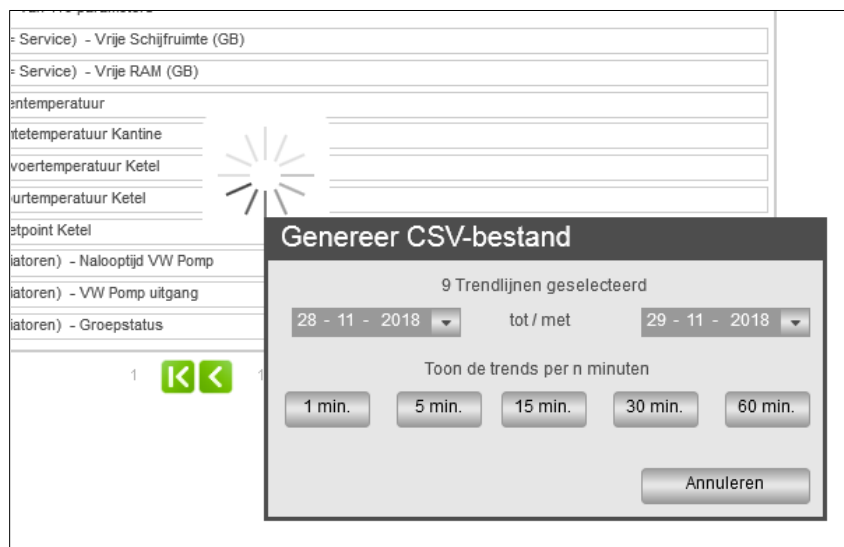 = Service) - Vrije Schijfruimte (GB)
= Service) - Vrije RAM (GB)
entemperatuur
ntetemperatuur Kantine
voertemperatuur Ketel
ourtemperatuur Ketel
etpoint Ketel
iatoren) - Nalooptijd VW Pomp
iatoren) - VW Pomp uitgang
iatoren) - Groepstatus
1
1
Genereer CSV-bestand
9 Trendlijnen geselecteerd
28 - 11 - 2018 tot / met 29 - 11 - 2018
Toon de trends per n minuten
1 min. 5 min. 15 min. 30 min. 60 min.
Annuleren